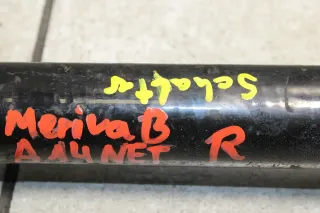 Schalter
Meriva B R
A14NET